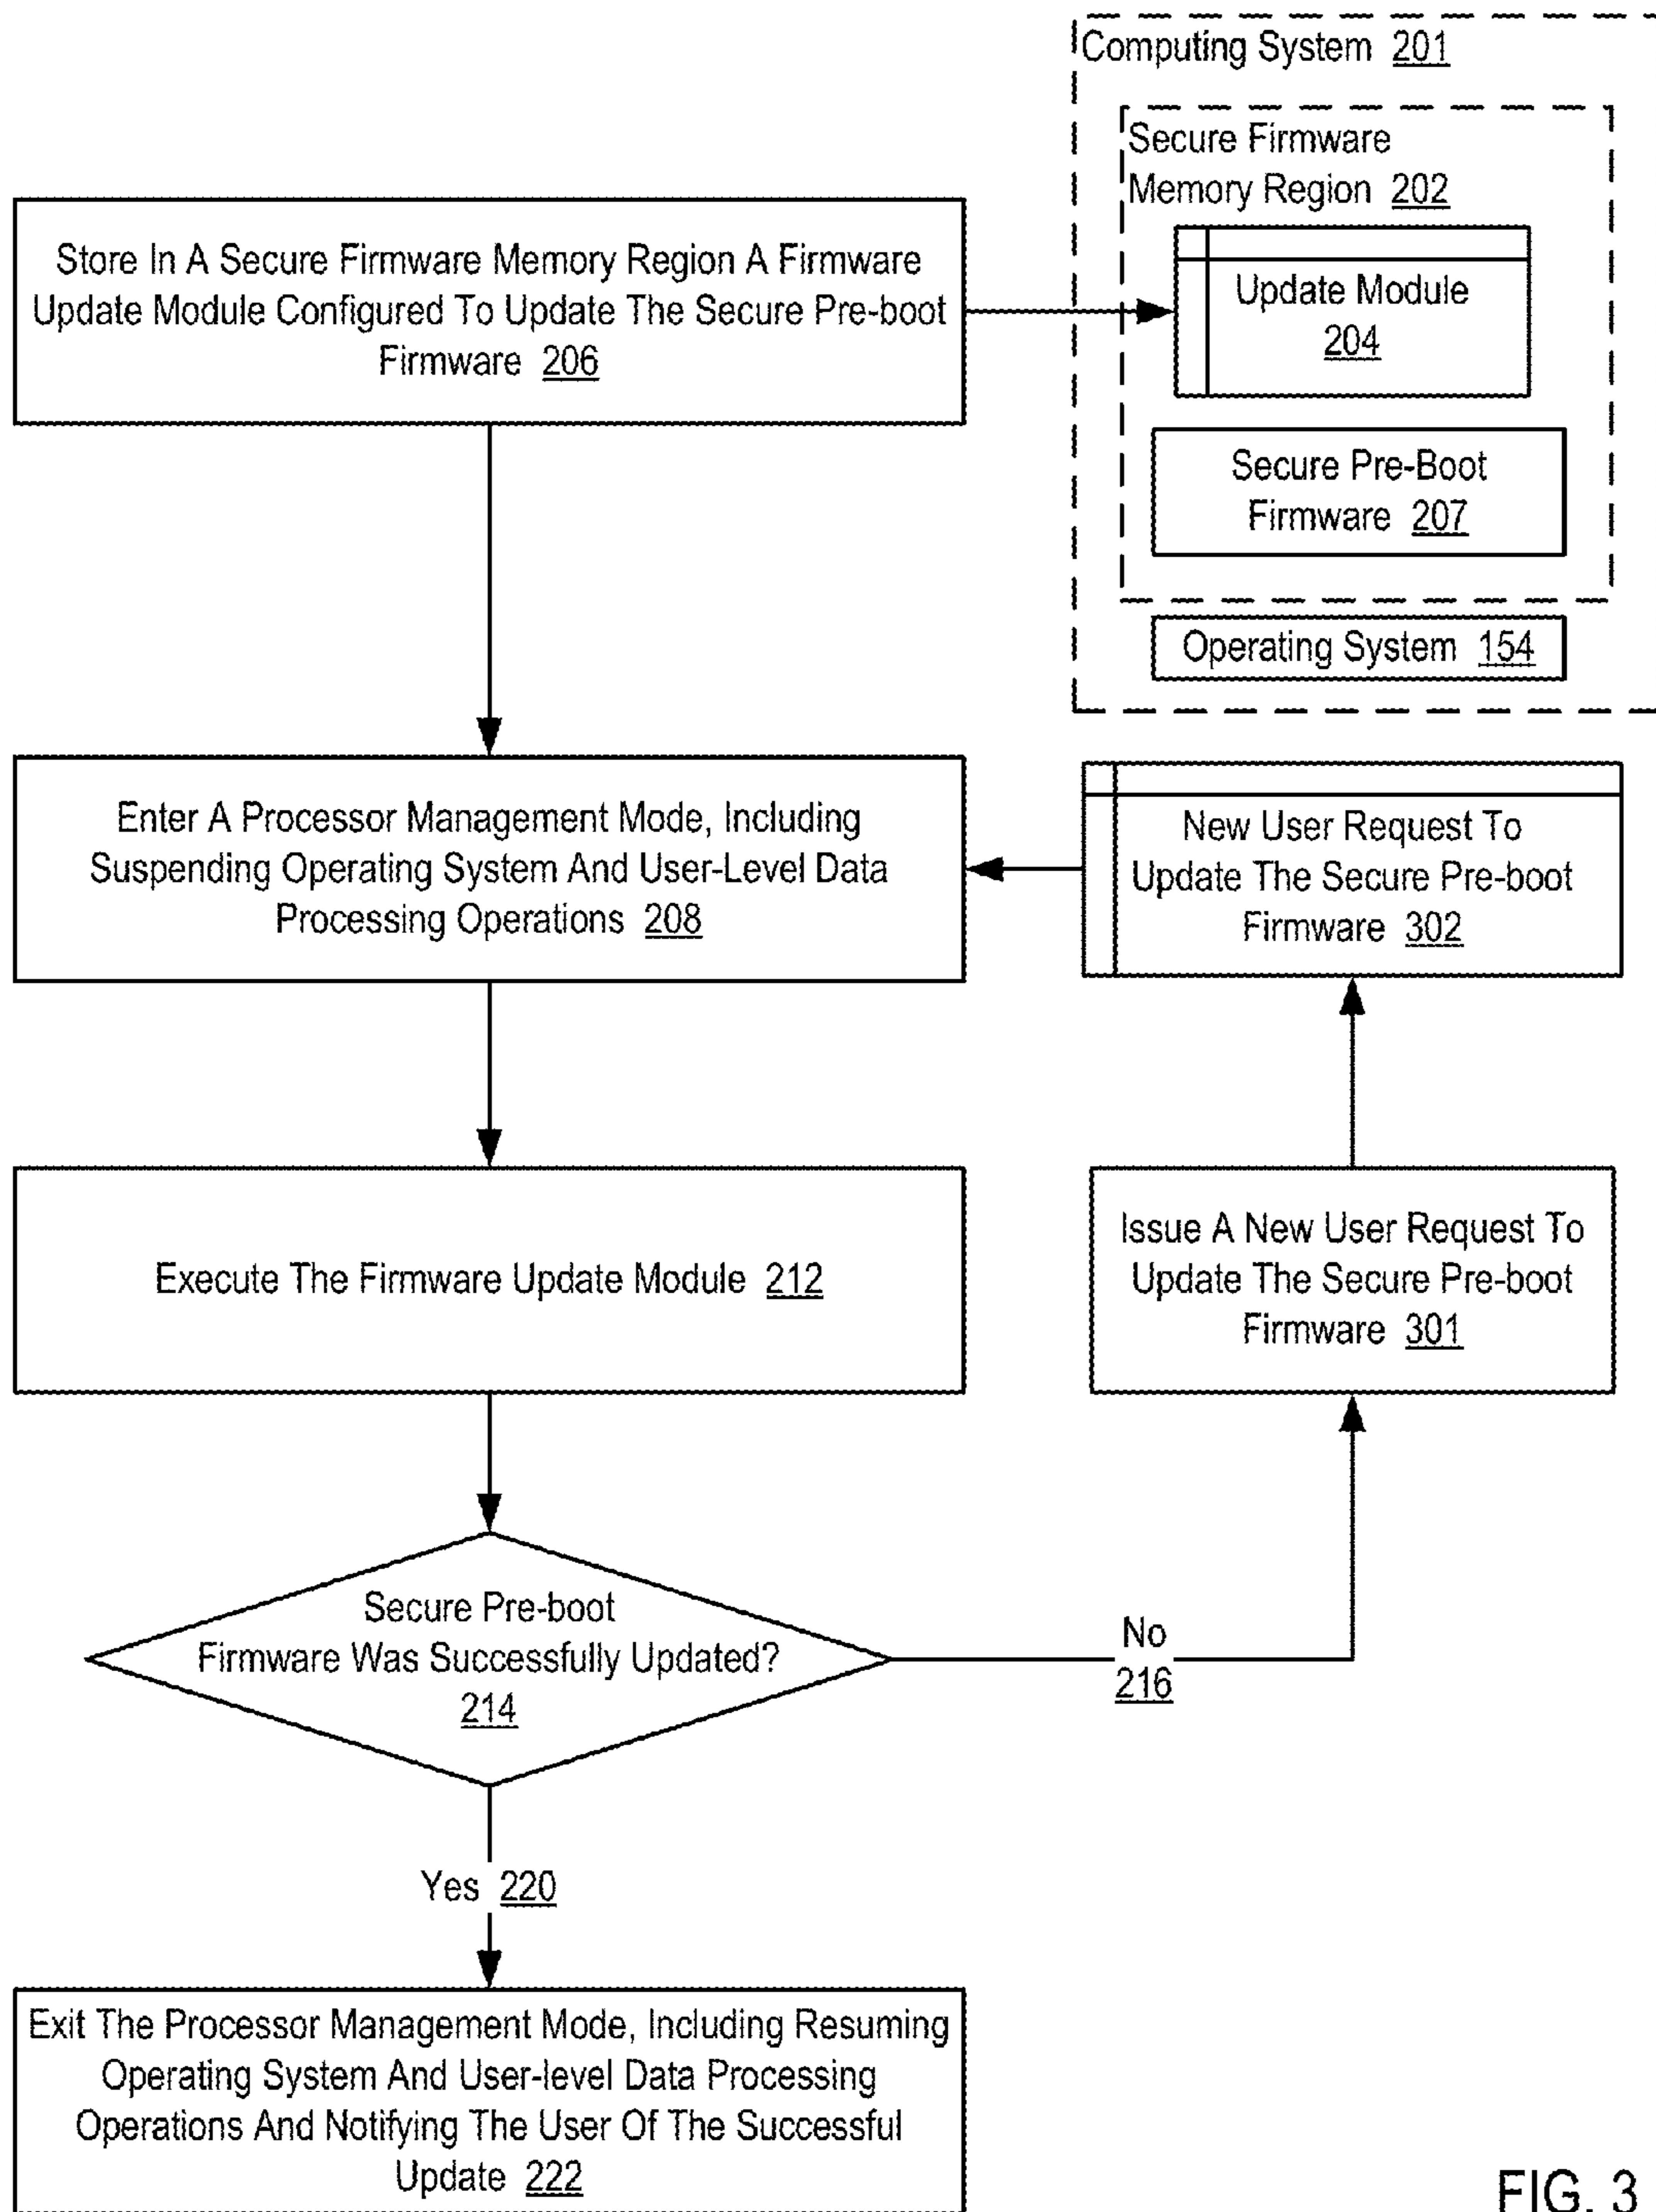 Computing System 201
Secure Firmware
Memory Region 202
Update Module
204
Secure Pre-Boot
Firmware 207
Operating System 154
Store In A Secure Firmware Memory Region A Firmware
Update Module Configured To Update The Secure Pre-boot
Firmware 206
Enter A Processor Management Mode, Including
Suspending Operating System And User-Level Data
Processing Operations 208
New User Request To
Update The Secure Pre-boot
Firmware 302
Execute The Firmware Update Module 212
Issue A New User Request To
Update The Secure Pre-boot
Firmware 301
Secure Pre-boot
Firmware Was Successfully Updated?
214
No
216
Yes 220
Exit The Processor Management Mode, Including Resuming
Operating System And User-level Data Processing
Operations And Notifying The User Of The Successful
Update 222
FIG. 3